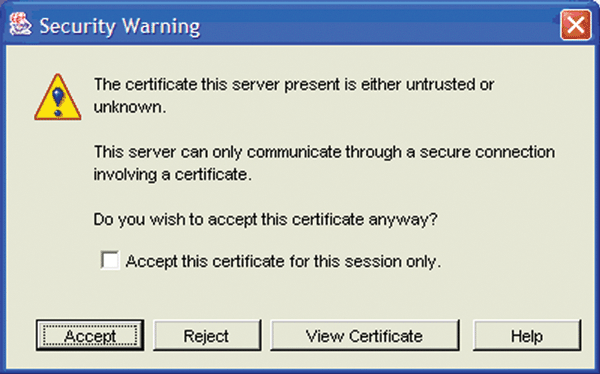 Security Warning
The certificate this server present is either untrusted or
unknown.
This server can only communicate through a secure connection
involving a certificate.
Do you wish to accept this certificate anyway?
Accept this certificate for this session only.
Accept Reject View Certificate Help